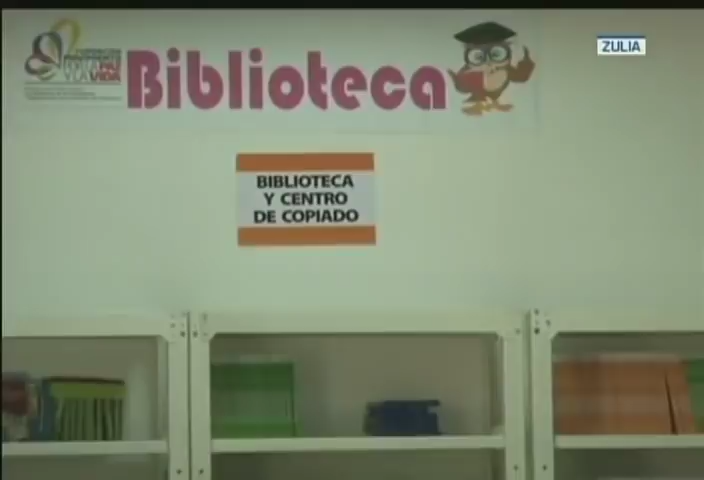 Biblioteca
ZULIA
BIBLIOTECA
Y CENTRO
DE COPIADO